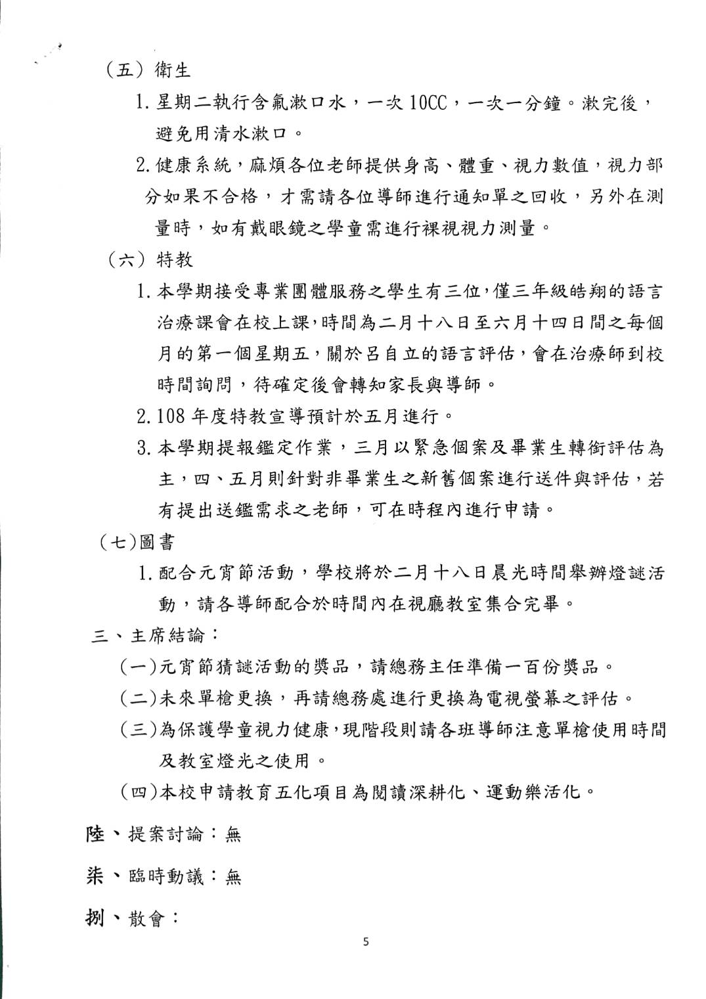 （五）衛生
1. 星期二執行含氟漱口水，一次 10CC，一次一分鐘。漱完後，
避免用清水漱口。
2. 健康系統，麻煩各位老師提供身高、體重、視力數值，視力部
分如果不合格，才需請各位導師進行通知單之回收，另外在測
量時，如有戴眼鏡之學童需進行裸視視力測量。
（六）特教
1. 本學期接受專業團體服務之學生有三位，僅三年級皓翔的語言
治療課會在校上課，時間為二月十八日至六月十四日間之每個
月的第一個星期五，關於呂自立的語言評估，會在治療師到校
時間詢問，待確定後會轉知家長與導師。
2. 108 年度特教宣導預計於五月進行。
3. 本學期提報鑑定作業，三月以緊急個案及畢業生轉銜評估為
主，四、五月則針對非畢業生之新舊個案進行送件與評估，若
有提出送鑑需求之老師，可在時程內進行申請。
（七)圖書
1. 配合元宵節活動，學校將於二月十八日晨光時間舉辦燈謎活
動，請各導師配合於時間內在視廳教室集合完畢。
三、主席結論：
(一)元宵節猜謎活動的獎品，請總務主任準備一百份獎品。
(二)未來單槍更換，再請總務處進行更換為電視螢幕之評估。
(三)為保護學童視力健康，現階段則請各班導師注意單槍使用時間
及教室燈光之使用。
(四)本校申請教育五化項目為閱讀深耕化、運動樂活化。
陸、提案討論：無
柒、臨時動議：無
捌、散會：
5